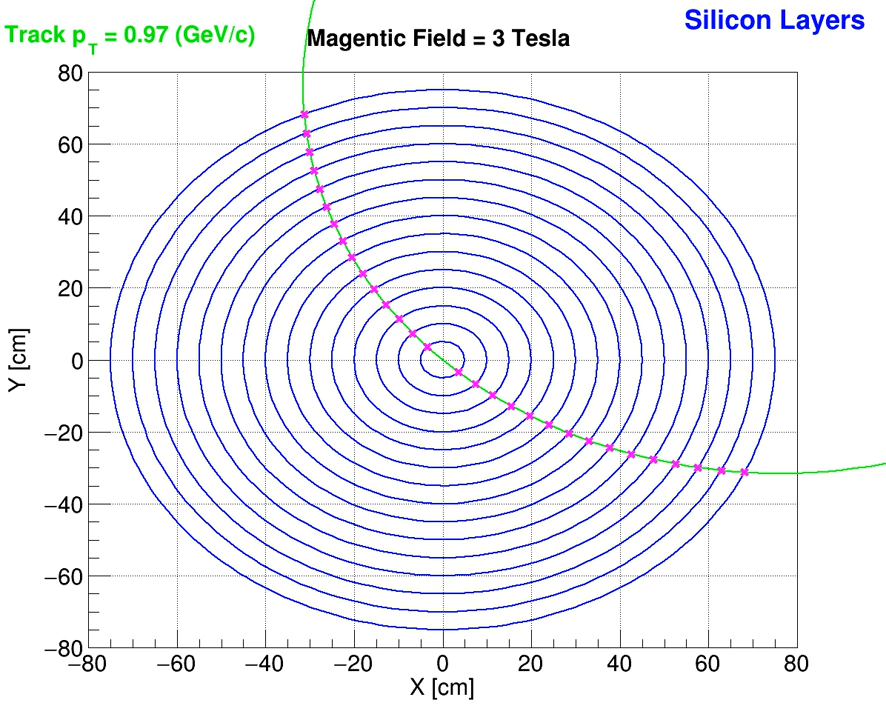 Silicon Layers
Track pT = 0.97 (GeV/c)
Magentic Field = 3 Tesla
80
60
40
20
0
−20
−40
−60
−80
Y [cm]
−80 −60 −40 −20 0 20 40 60 80
X [cm]